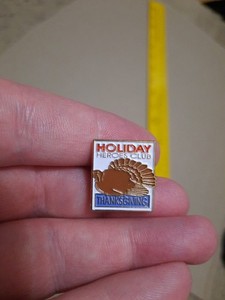 HOLIDAY
HEROES CLUB
THANKSGIVING